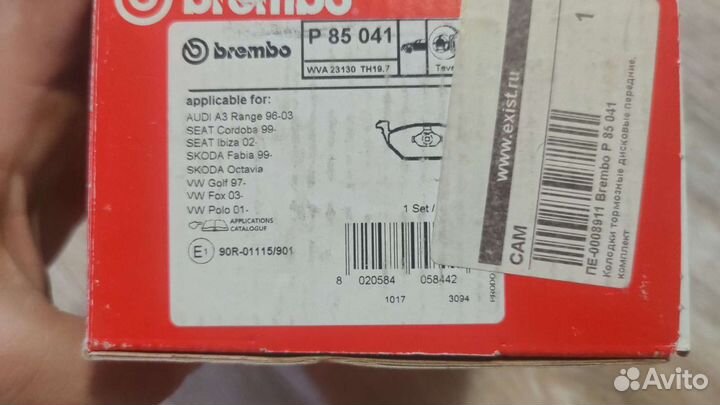 brembo
brembo
P 85 041
WVA 23130 TH19.7
applicable for:
AUDI A3 Range 96-03
SEAT Cordoba 99-
SEAT Ibiza 02-
SKODA Fabia 99-
SKODA Octavia
VW Golf 97-
VW Fox 03-
VW Polo 01-
APPLICATIONS
CATALOGUE
1 Set /
E1 90R-01115/901
8 020584 058442
1017 3094
www.exist.ru
САМ
1
ПЕ-0008911 Brembo P 85 041
Колодки тормозные дисковые передние,
комплект
Avito